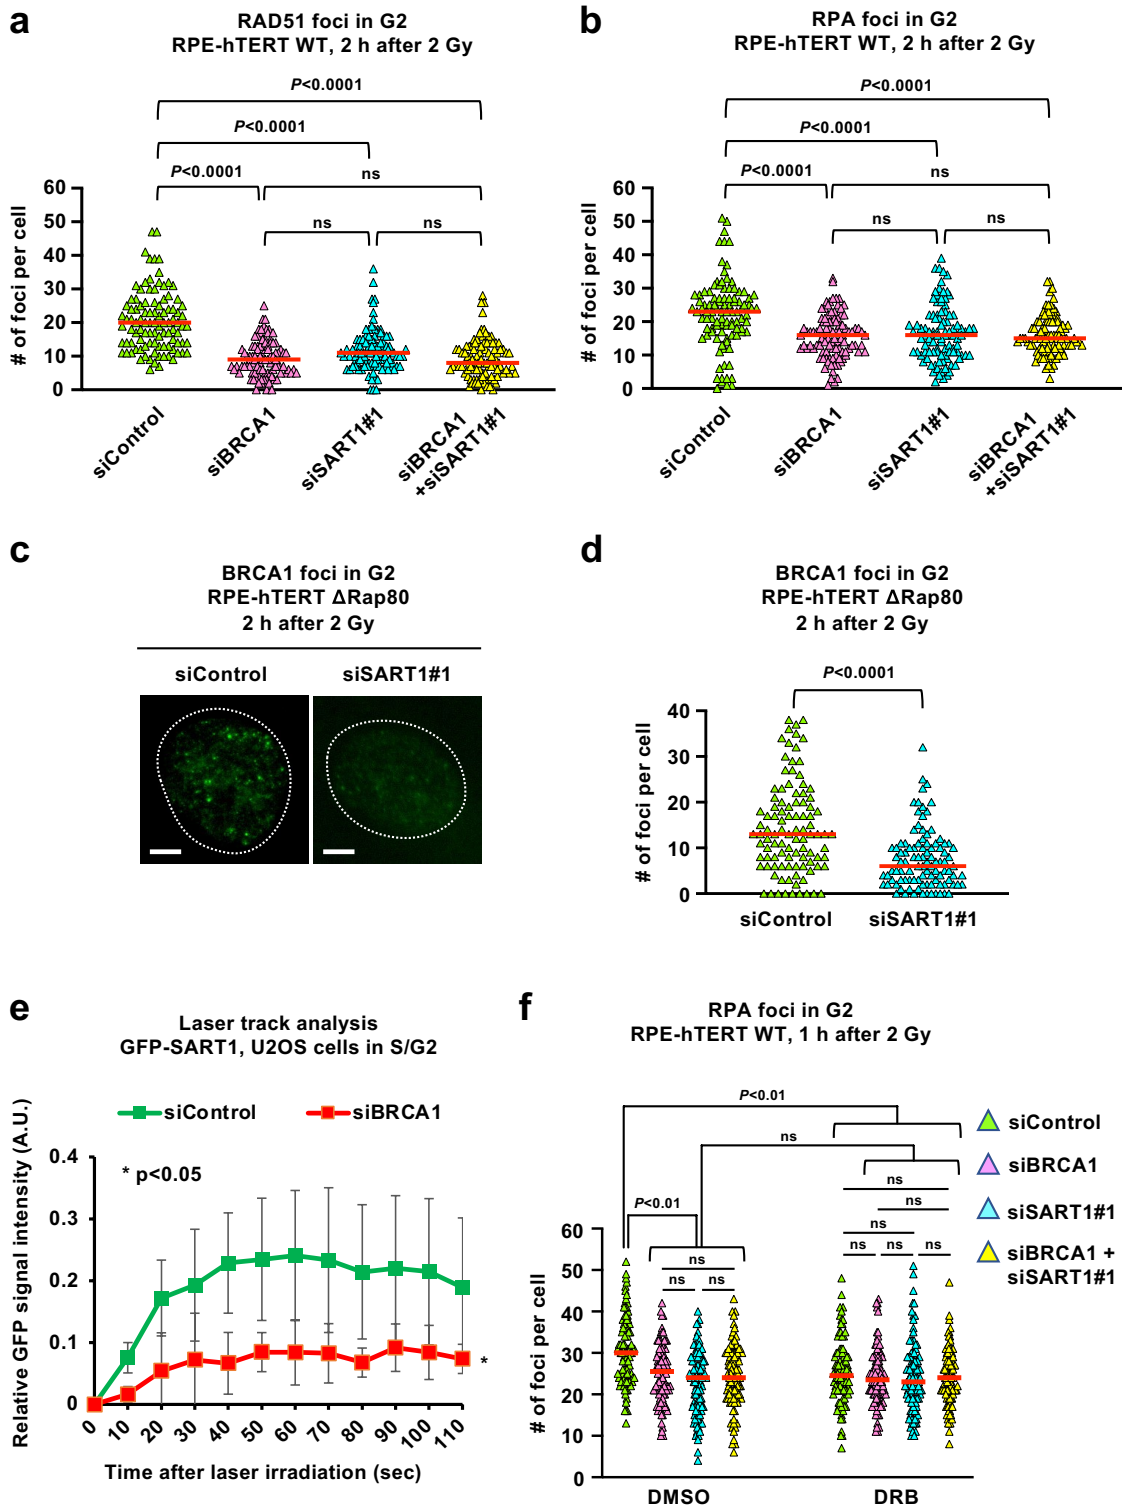 a
RAD51 foci in G2
RPE-hTERT WT, 2 h after 2 Gy
P<0.0001
P<0.0001
P<0.0001
ns
ns
ns
# of foci per cell
60
50
40
30
20
10
0
siControl
siBRCA1
siSART1#1
siBRCA1
+siSART1#1
b
RPA foci in G2
RPE-hTERT WT, 2 h after 2 Gy
P<0.0001
P<0.0001
P<0.0001
ns
ns
ns
# of foci per cell
60
50
40
30
20
10
0
siControl
siBRCA1
siSART1#1
siBRCA1
+siSART1#1
c
BRCA1 foci in G2
RPE-hTERT ΔRap80
2 h after 2 Gy
siControl
siSART1#1
d
BRCA1 foci in G2
RPE-hTERT ΔRap80
2 h after 2 Gy
P<0.0001
# of foci per cell
40
30
20
10
0
siControl
siSART1#1
e
Laser track analysis
GFP-SART1, U2OS cells in S/G2
siControl
siBRCA1
Relative GFP signal intensity (A.U.)
0.4
0.3
0.2
0.1
0
* p<0.05
*
0 10 20 30 40 50 60 70 80 90 100 110
Time after laser irradiation (sec)
f
RPA foci in G2
RPE-hTERT WT, 1 h after 2 Gy
P<0.01
ns
P<0.01
ns
ns
ns
ns
ns
ns
ns
ns
ns
siControl
siBRCA1
siSART1#1
siBRCA1 +
siSART1#1
# of foci per cell
60
50
40
30
20
10
0
DMSO
DRB